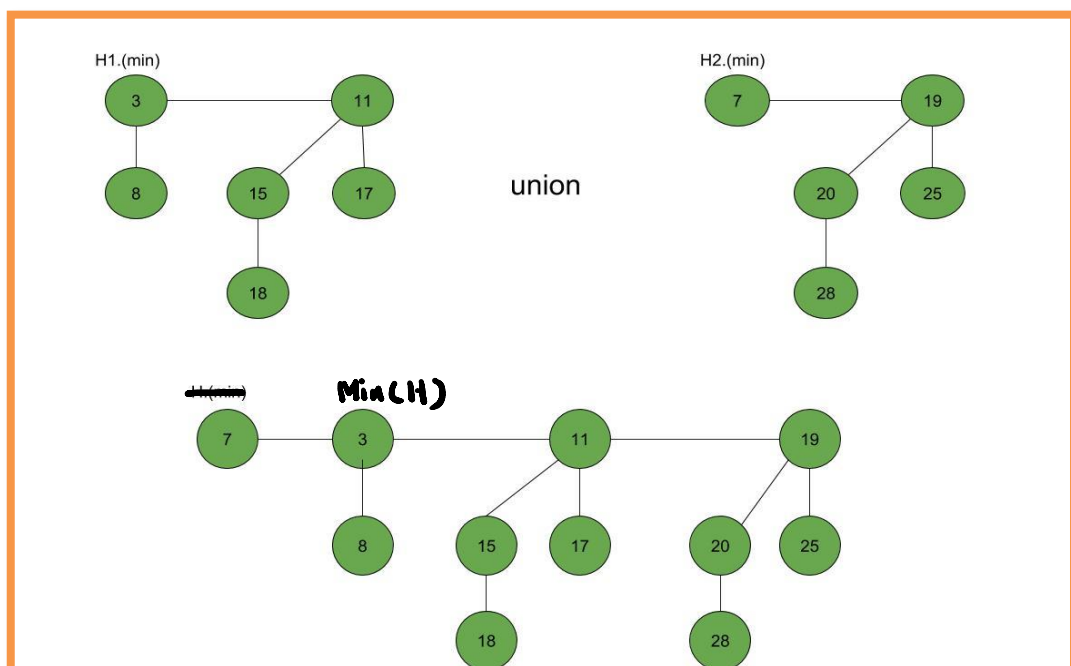 H1.(min) H2.(min)
3 11 7 19
8 15 17 union 20 25
18 28
H.(min) Min(H)
7 3 11 19
8 15 17 20 25
18 28